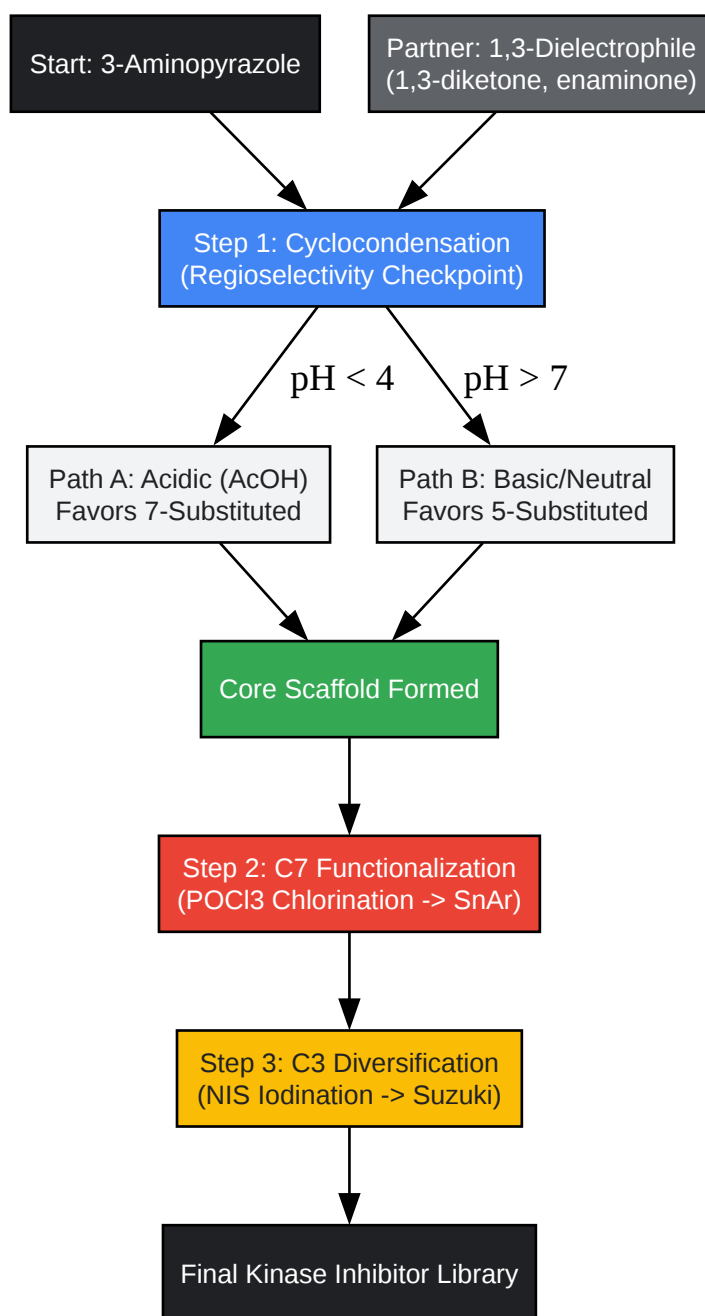 Start: 3-Aminopyrazole
Partner: 1,3-Dielectrophile
(1,3-diketone, enaminone)
Step 1: Cyclocondensation
(Regioselectivity Checkpoint)
pH < 4
pH > 7
Path A: Acidic (AcOH)
Favors 7-Substituted
Path B: Basic/Neutral
Favors 5-Substituted
Core Scaffold Formed
Step 2: C7 Functionalization
(POCl3 Chlorination -> SnAr)
Step 3: C3 Diversification
(NIS Iodination -> Suzuki)
Final Kinase Inhibitor Library